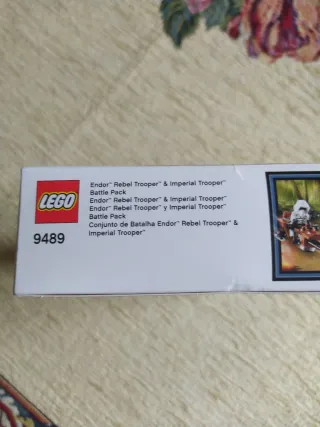 LEGO
9489
Endor™ Rebel Trooper™ & Imperial Trooper™
Battle Pack
Endor™ Rebel Trooper™ & Imperial Trooper™
Endor™ Rebel Trooper™ y Imperial Trooper™
Battle Pack
Conjunto de Batalha Endor™ Rebel Trooper™ &
Imperial Trooper™